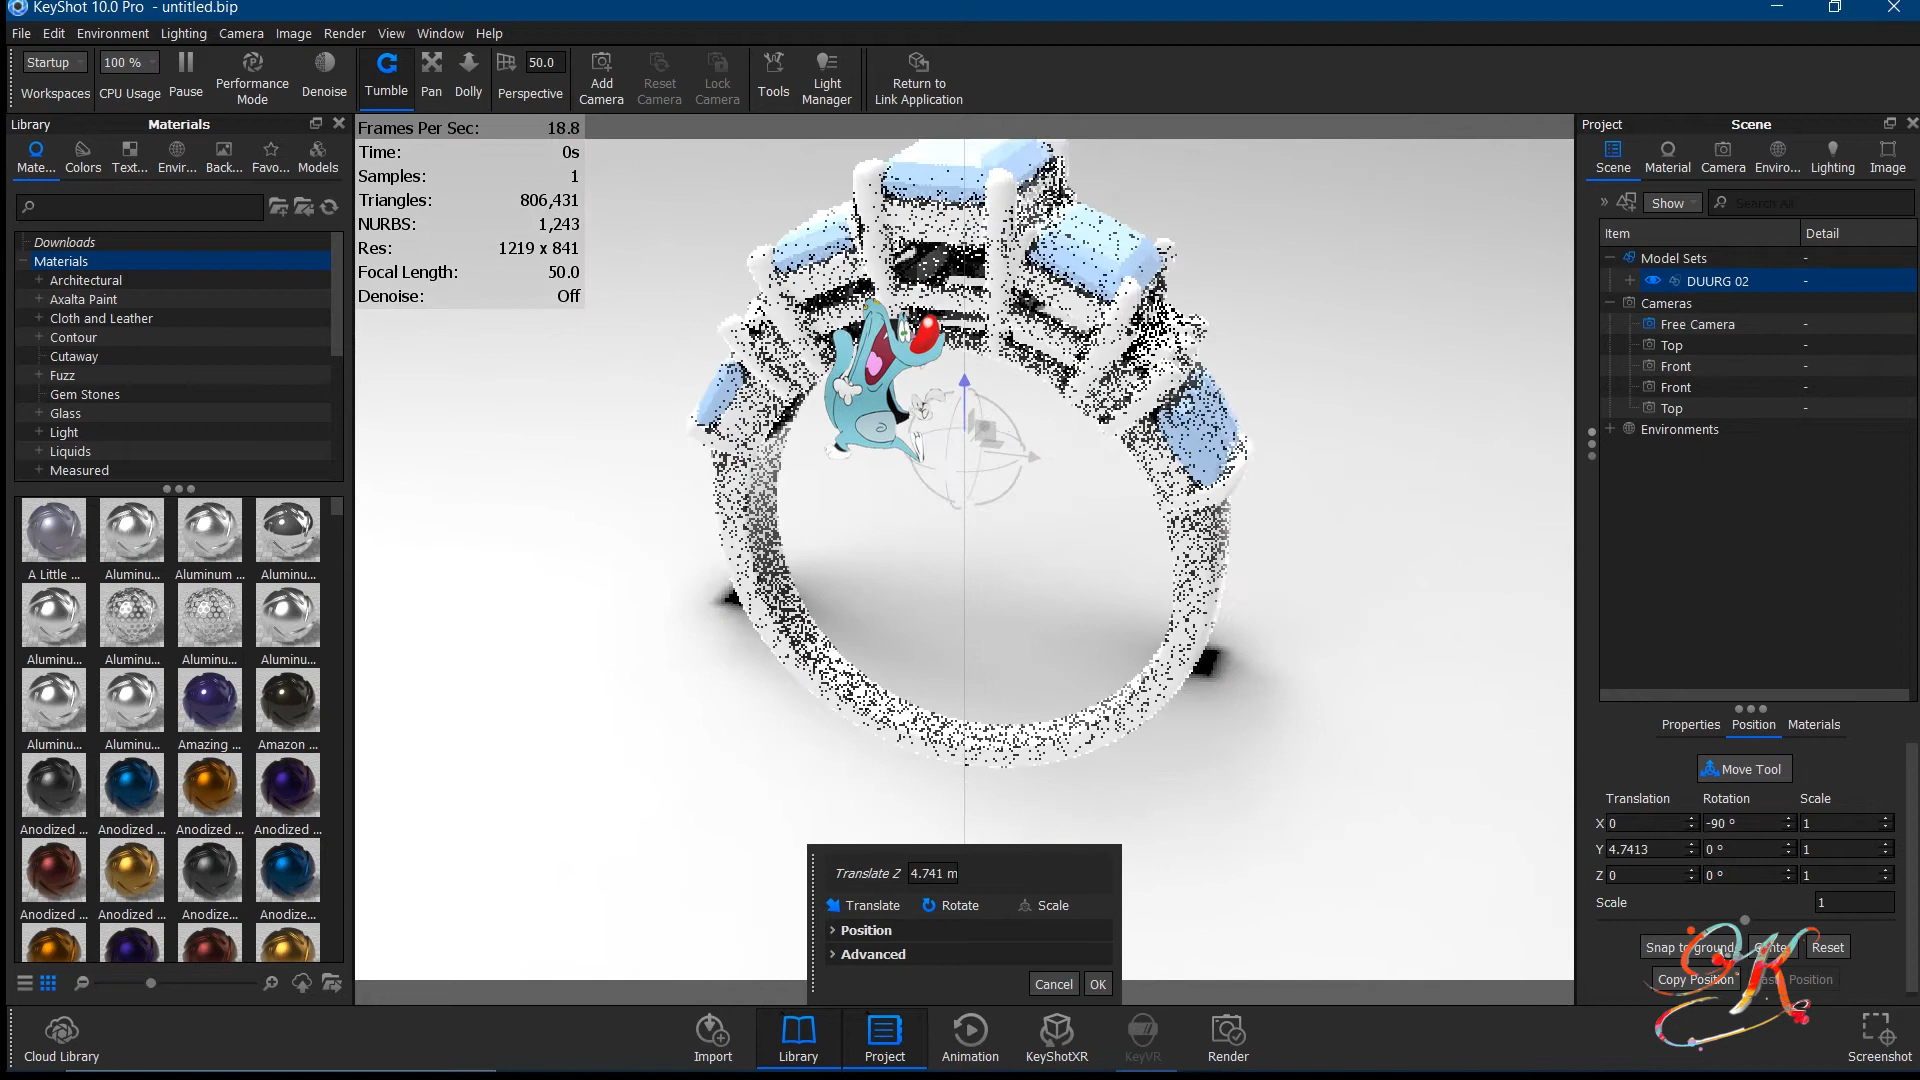 KeyShot 10.0 Pro - untitled.bip
File Edit Environment Lighting Camera Image Render View Window Help
Startup 100 % 50.0
Workspaces CPU Usage Pause Performance Mode Denoise Tumble Pan Dolly Perspective Add Camera Reset Camera Lock Camera Tools Light Manager Return to Link Application
Library Materials
Mate... Colors Text... Envir... Back... Favo... Models
Downloads
Materials
Architectural
Axalta Paint
Cloth and Leather
Contour
Cutaway
Fuzz
Gem Stones
Glass
Light
Liquids
Measured
A Little ... Aluminu... Aluminum ... Aluminu...
Aluminu... Aluminu... Aluminu... Aluminu...
Aluminu... Aluminu... Amazing ... Amazon ...
Anodized ... Anodized ... Anodized ... Anodized ...
Anodized ... Anodized ... Anodize... Anodize...
Frames Per Sec: 18.8
Time: 0s
Samples: 1
Triangles: 806,431
NURBS: 1,243
Res: 1219 x 841
Focal Length: 50.0
Denoise: Off
Translate Z 4.741 m
Translate Rotate Scale
Position
Advanced
Cancel OK
Project Scene
Scene Material Camera Enviro... Lighting Image
Show Search All
Item Detail
Model Sets -
DUURG 02 -
Cameras
Free Camera -
Top -
Front -
Front -
Top -
Environments
Properties Position Materials
Move Tool
Translation Rotation Scale
X 0 -90 ° 1
Y 4.7413 0 ° 1
Z 0 0 ° 1
Scale 1
Snap to ground Center Reset
Copy Position Position
Cloud Library Import Library Project Animation KeyShotXR KeyVR Render Screenshot